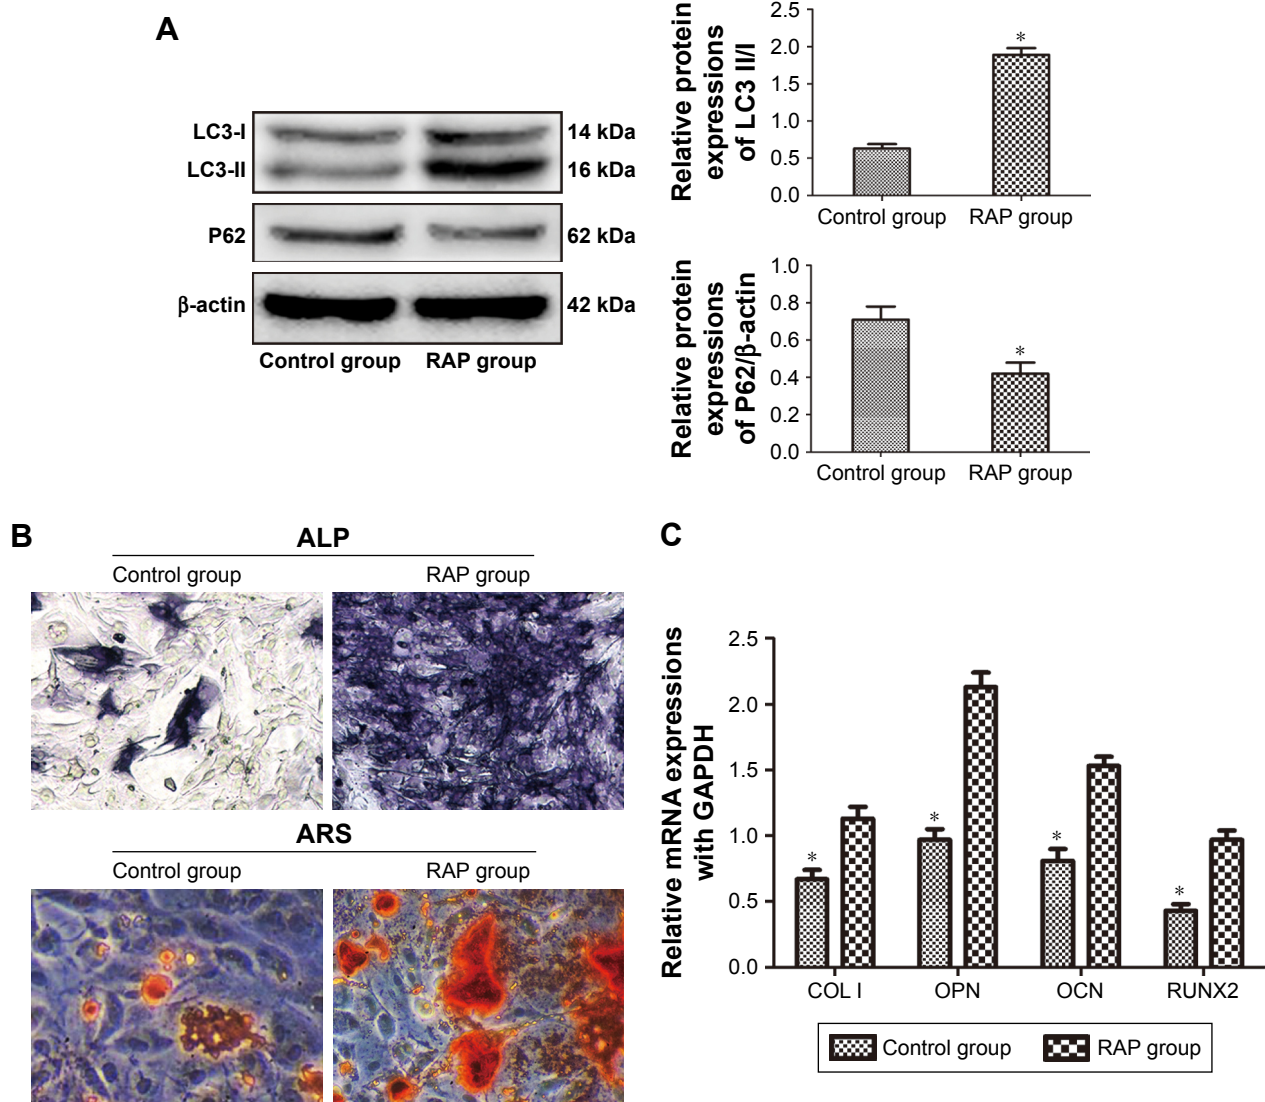 A
LC3-I
14 kDa
LC3-II
16 kDa
P62
62 kDa
β-actin
42 kDa
Control group
RAP group
Relative protein
expressions
of LC3 II/I
2.5
2.0
1.5
1.0
0.5
0.0
*
Control group
RAP group
Relative protein
expressions
of P62/β-actin
1.0
0.8
0.6
0.4
0.2
0.0
*
Control group
RAP group
B
ALP
Control group
RAP group
ARS
Control group
RAP group
C
Relative mRNA expressions
with GAPDH
2.5
2.0
1.5
1.0
0.5
0.0
*
*
*
*
COL I
OPN
OCN
RUNX2
Control group
RAP group